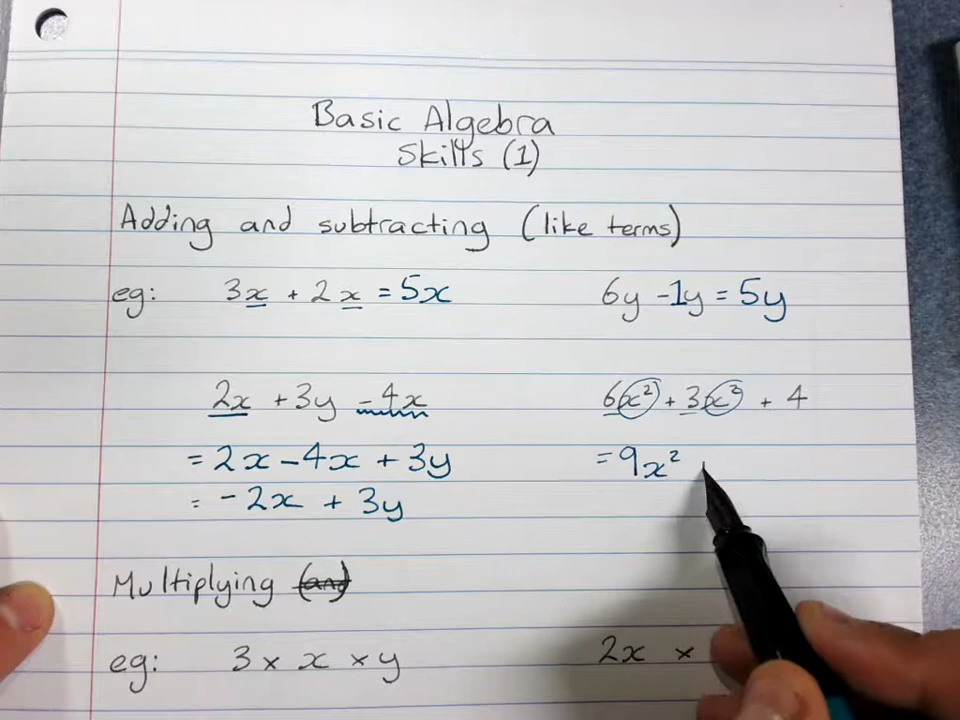 Basic Algebra
Skills (1)
Adding and subtracting (like terms)
eg: 3x + 2x = 5x 6y - 1y = 5y
2x + 3y - 4x 6x² + 3x² + 4
= 2x - 4x + 3y = 9x²
= - 2x + 3y
Multiplying (and)
eg: 3 × x × y 2x ×